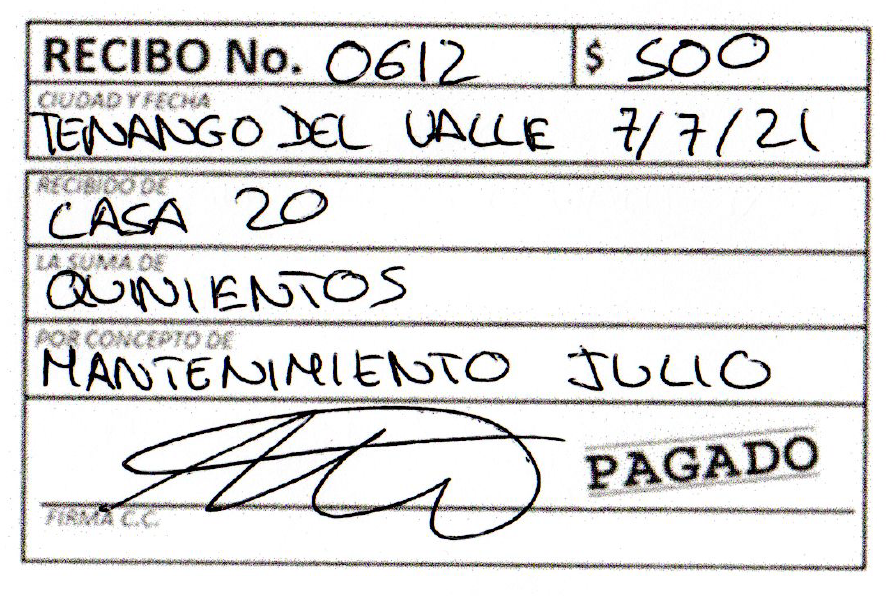 RECIBO No. 0612 $ 500
CIUDAD Y FECHA
TENANGO DEL VALLE 7/7/21
RECIBIDO DE
CASA 20
LA SUMA DE
QUINIENTOS
POR CONCEPTO DE
MANTENIMIENTO JULIO
PAGADO
FIRMA C.C.